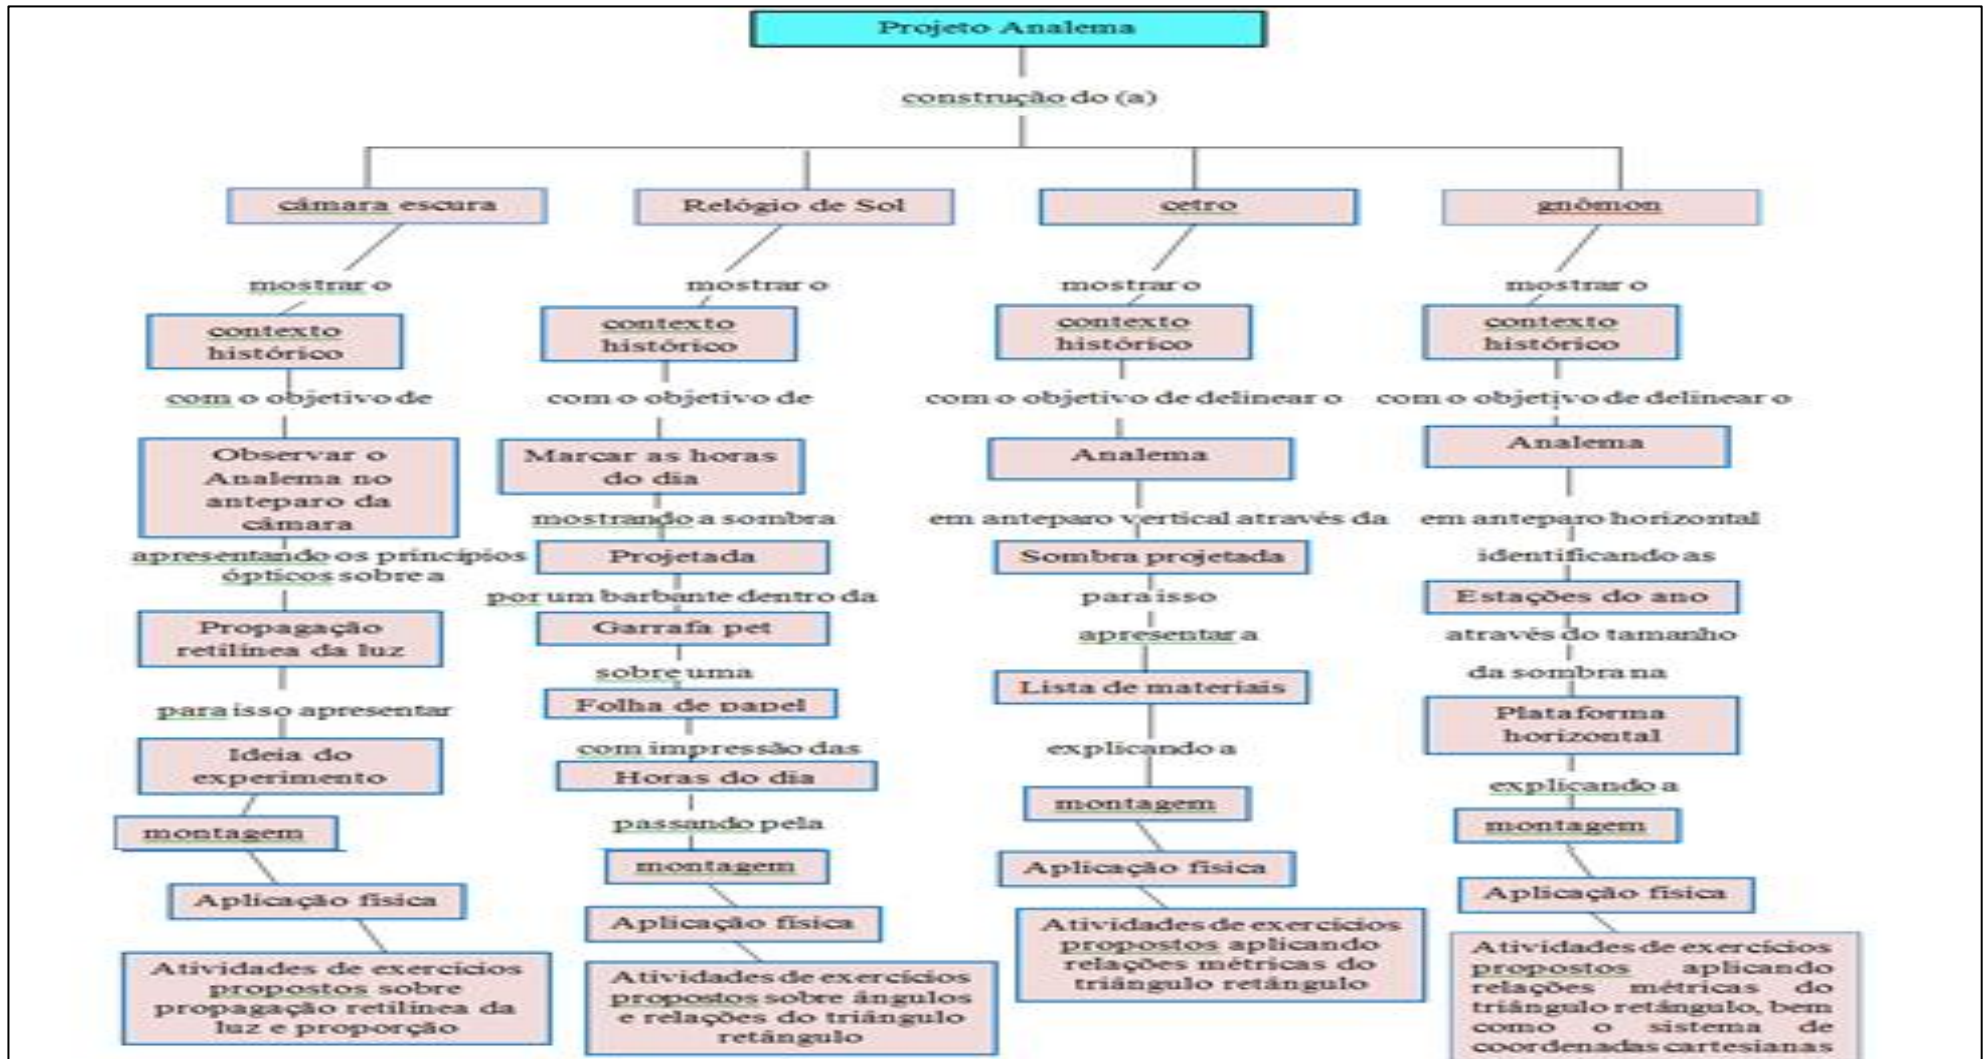 Projeto Analema
construção do (a)
câmara escura
mostrar o
contexto
histórico
com o objetivo de
Observar o
Analema no
anteparo da
câmara
apresentando os princípios
ópticos sobre a
Propagação
retilínea da luz
para isso apresentar
Ideia do
experimento
montagem
Aplicação física
Atividades de exercícios
propostos sobre
propagação retilínea da
luz e proporção
Relógio de Sol
mostrar o
contexto
histórico
com o objetivo de
Marcar as horas
do dia
mostrando a sombra
Projetada
por um barbante dentro da
Garrafa pet
sobre uma
Folha de papel
com impressão das
Horas do dia
passando pela
montagem
Aplicação física
Atividades de exercícios
propostos sobre ângulos
e relações do triângulo
retângulo
cetro
mostrar o
contexto
histórico
com o objetivo de delinear o
Analema
em anteparo vertical através da
Sombra projetada
para isso
apresentar a
Lista de materiais
explicando a
montagem
Aplicação física
Atividades de exercícios
propostos aplicando
relações métricas do
triângulo retângulo
gnômon
mostrar o
contexto
histórico
com o objetivo de delinear o
Analema
em anteparo horizontal
identificando as
Estações do ano
através do tamanho
da sombra na
Plataforma
horizontal
explicando a
montagem
Aplicação física
Atividades de exercícios
propostos aplicando
relações métricas do
triângulo retângulo, bem
como o sistema de
coordenadas cartesianas